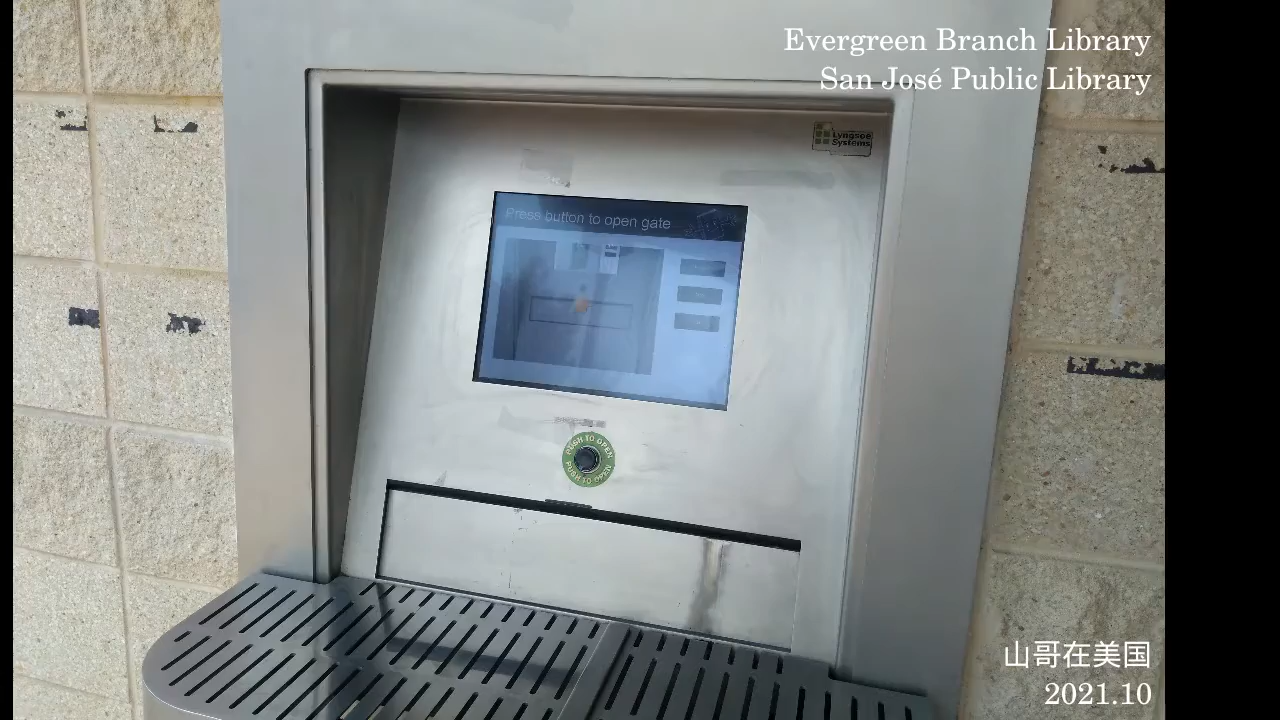 Evergreen Branch Library
San José Public Library
Lyngsoe
Systems
Press button to open gate
PUSH TO OPEN
PUSH TO OPEN
山哥在美国
2021.10